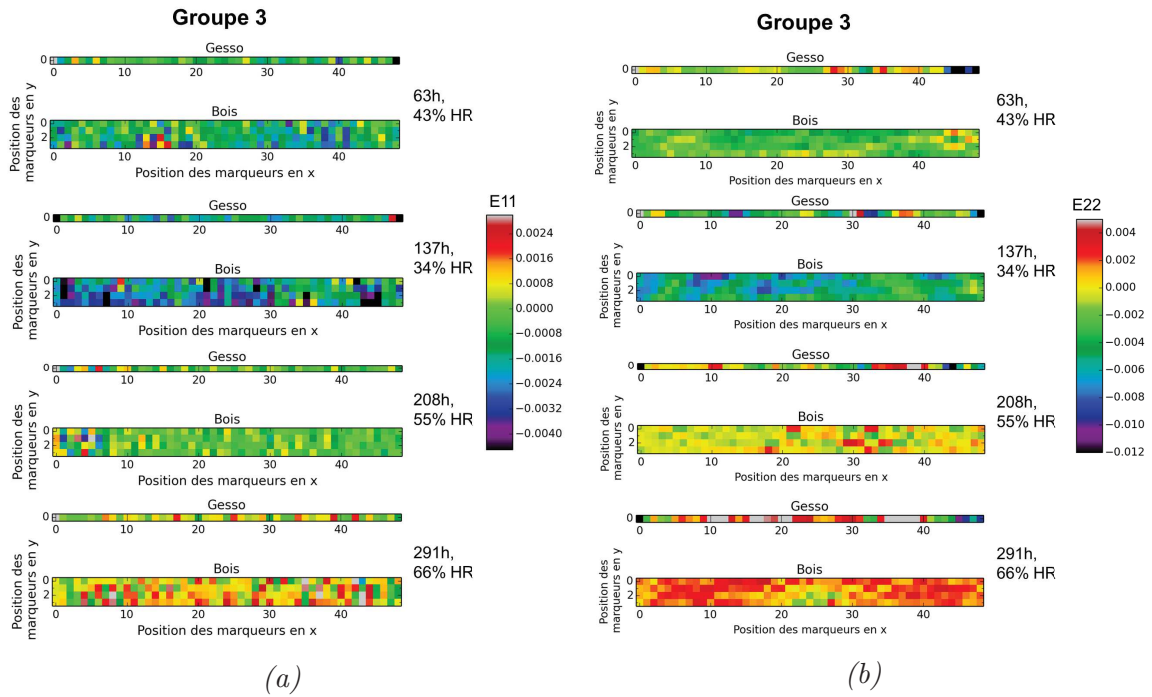 Groupe 3
Gesso
0
0 10 20 30 40
Position des
marqueurs en y
Bois
0
2
0 10 20 30 40
Position des marqueurs en x
63h,
43% HR
Gesso
0
0 10 20 30 40
Position des
marqueurs en y
Bois
0
2
0 10 20 30 40
Position des marqueurs en x
137h,
34% HR
Gesso
0
0 10 20 30 40
Position des
marqueurs en y
Bois
0
2
0 10 20 30 40
Position des marqueurs en x
208h,
55% HR
Gesso
0
0 10 20 30 40
Position des
marqueurs en y
Bois
0
2
0 10 20 30 40
Position des marqueurs en x
291h,
66% HR
E11
0.0024
0.0016
0.0008
0.0000
−0.0008
−0.0016
−0.0024
−0.0032
−0.0040
(a)
Groupe 3
Gesso
0
0 10 20 30 40
Position des
marqueurs en y
Bois
0
2
0 10 20 30 40
Position des marqueurs en x
63h,
43% HR
Gesso
0
0 10 20 30 40
Position des
marqueurs en y
Bois
0
2
0 10 20 30 40
Position des marqueurs en x
137h,
34% HR
Gesso
0
0 10 20 30 40
Position des
marqueurs en y
Bois
0
2
0 10 20 30 40
Position des marqueurs en x
208h,
55% HR
Gesso
0
0 10 20 30 40
Position des
marqueurs en y
Bois
0
2
0 10 20 30 40
Position des marqueurs en x
291h,
66% HR
E22
0.004
0.002
0.000
−0.002
−0.004
−0.006
−0.008
−0.010
−0.012
(b)